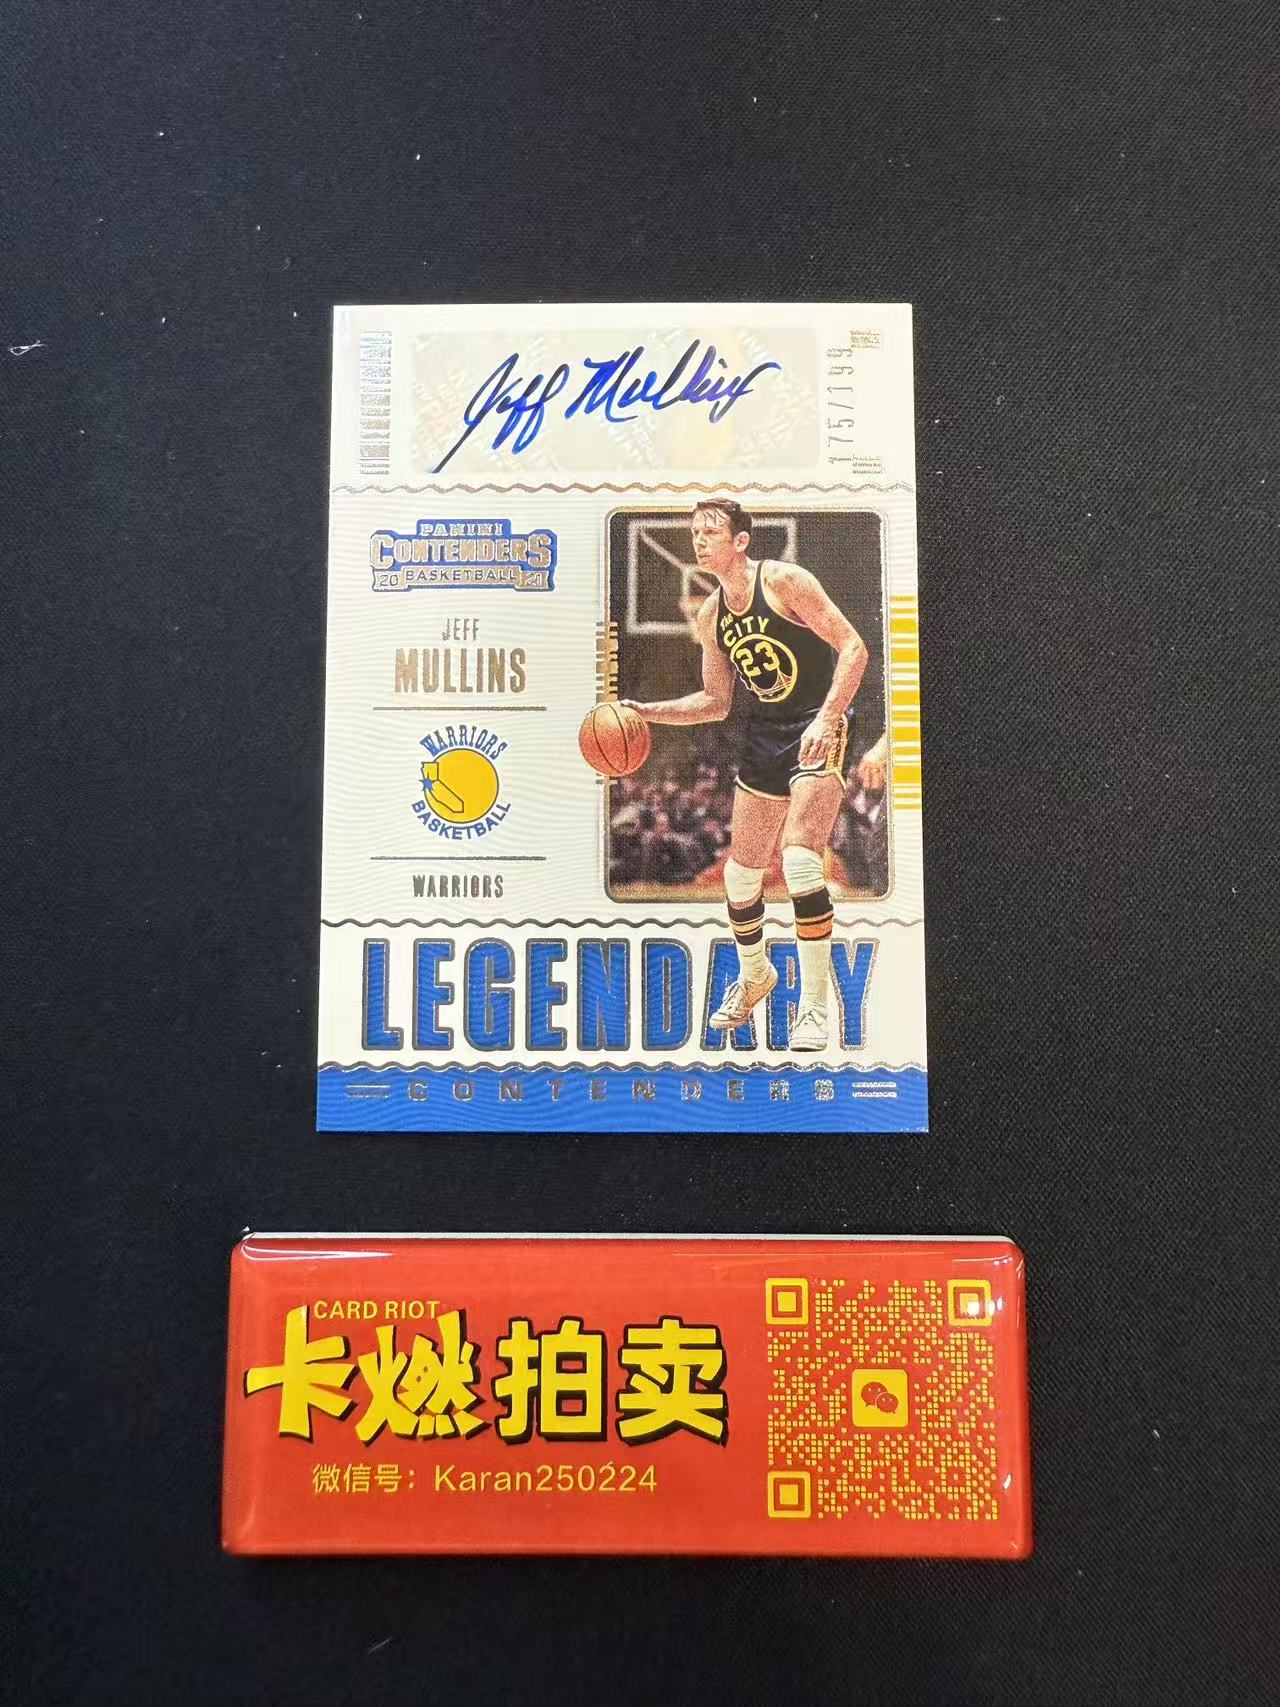 Jeff Mullins
75/199
PANINI
CONTENDERS
20 BASKETBALL 21
JEFF
MULLINS
The
CITY
23
WARRIORS
BASKETBALL
WARRIORS
LEGENDARY
CONTENDERS
CARD RIOT
卡燃拍卖
微信号：Karan250224